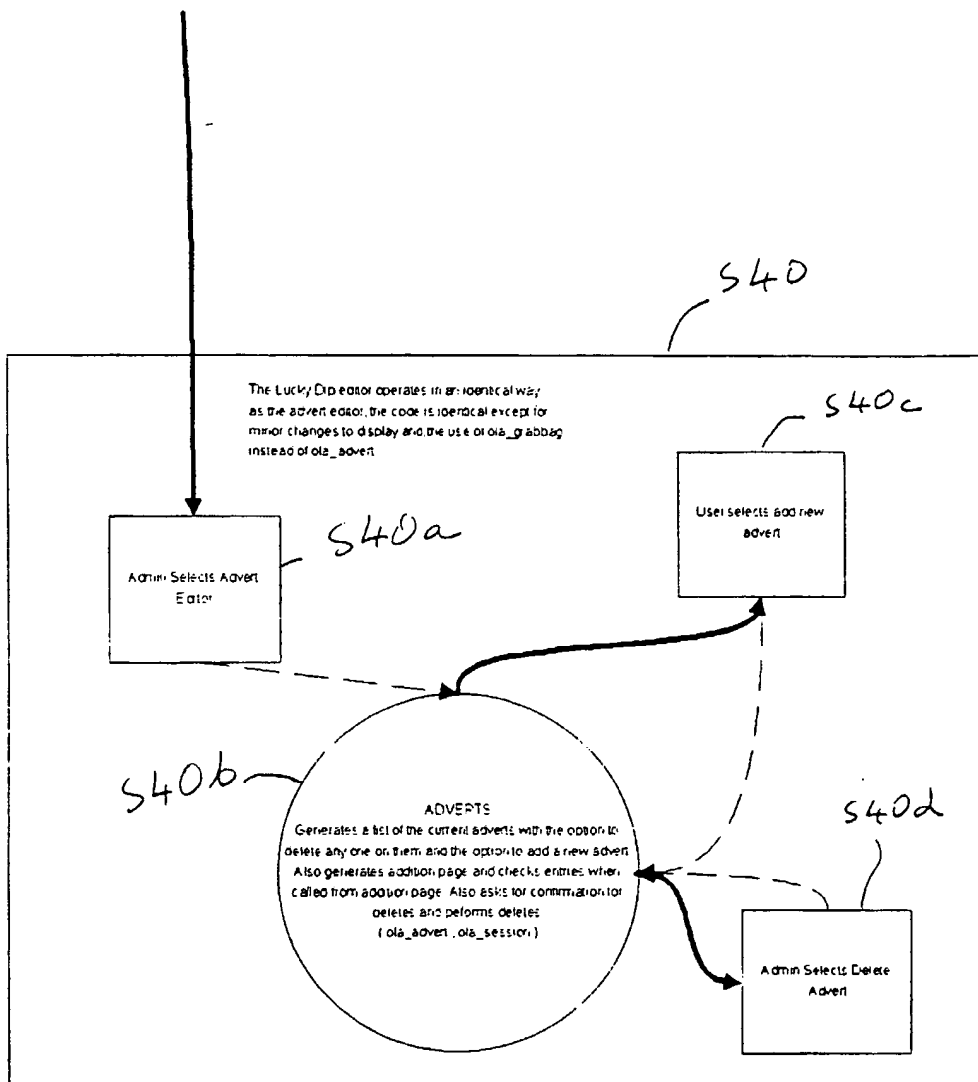 S40
The Lucky Dip editor operates in an identical way
as the advert editor, the code is identical except for
minor changes to display and the use of ola_grabbag
instead of ola_advert
S40c
User selects add new
advert
S40a
Admin Selects Advert
Editor
S40b
ADVERTS
Generates a list of the current adverts with the option to
delete any one on them and the option to add a new advert
Also generates addition page and checks entries when
called from addition page. Also asks for confirmation for
deletes and peforms deletes
( ola_advert , ola_session )
S40d
Admin Selects Delete
Advert